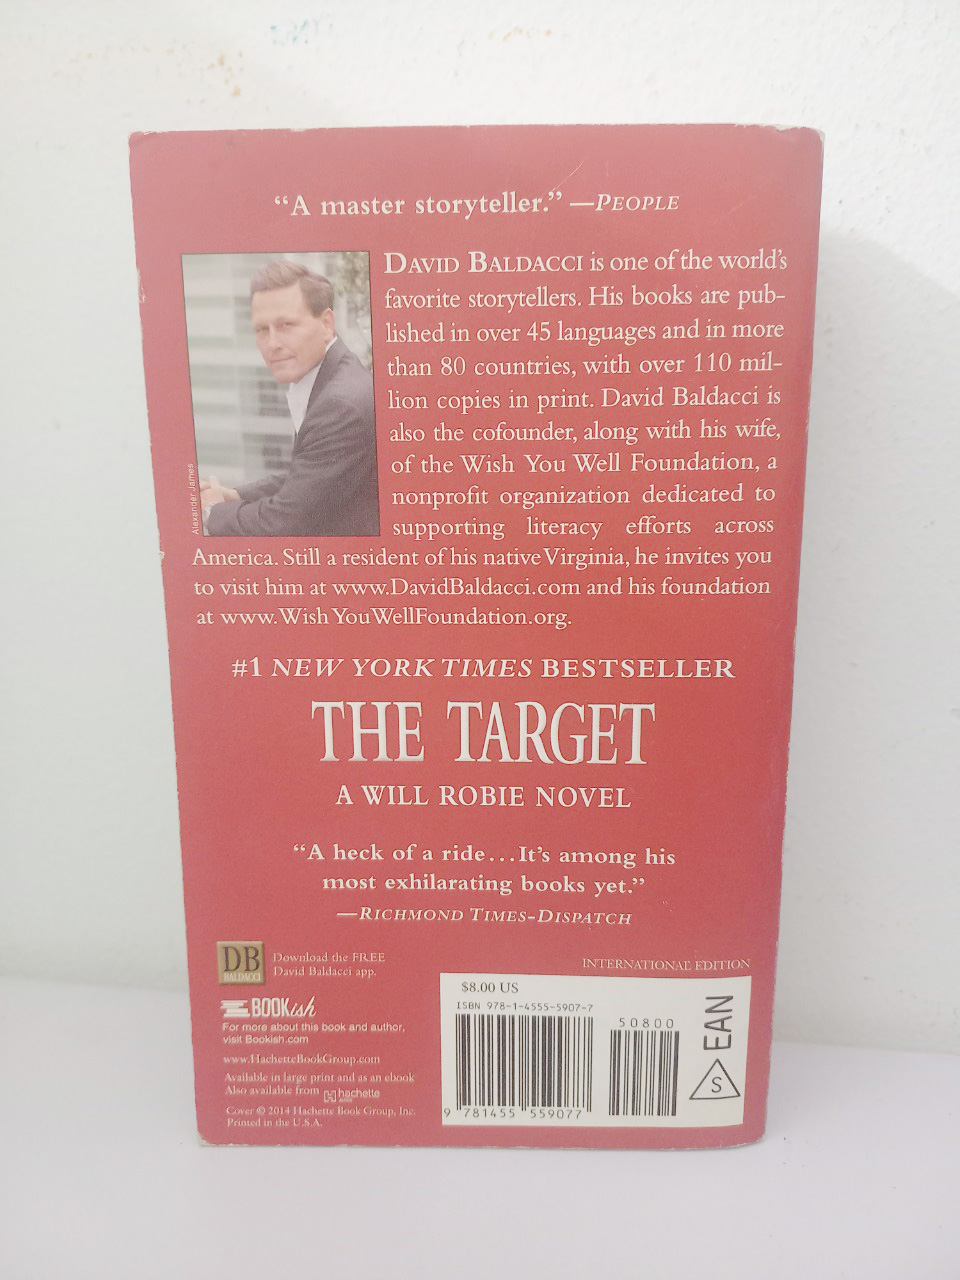 “A master storyteller.” —PEOPLE
DAVID BALDACCI is one of the world’s
favorite storytellers. His books are pub-
lished in over 45 languages and in more
than 80 countries, with over 110 mil-
lion copies in print. David Baldacci is
also the cofounder, along with his wife,
of the Wish You Well Foundation, a
nonprofit organization dedicated to
supporting literacy efforts across
America. Still a resident of his native Virginia, he invites you
to visit him at www.DavidBaldacci.com and his foundation
at www.WishYouWellFoundation.org.
Alexander James
#1 NEW YORK TIMES BESTSELLER
THE TARGET
A WILL ROBIE NOVEL
“A heck of a ride...It’s among his
most exhilarating books yet.”
—RICHMOND TIMES-DISPATCH
DB
BALDACCI
Download the FREE
David Baldacci app.
BOOKish
For more about this book and author,
visit Bookish.com
www.HachetteBookGroup.com
Available in large print and as an ebook
Also available from hachette
AUDIO
Cover © 2014 Hachette Book Group, Inc.
Printed in the U.S.A.
INTERNATIONAL EDITION
$8.00 US
ISBN 978-1-4555-5907-7
50800
9 781455 559077
EAN
S